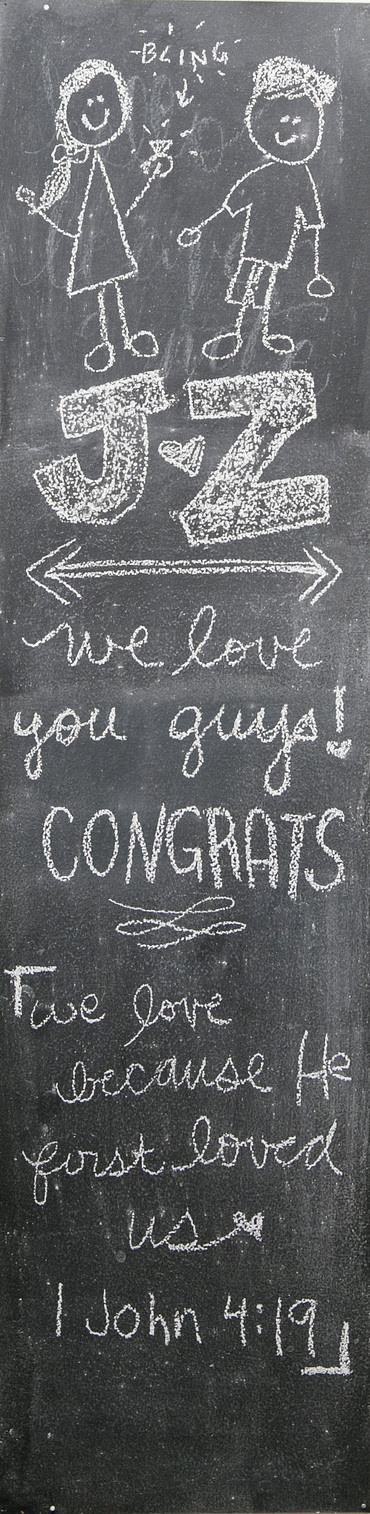 BLING
J♥Z
we love
you guys!
CONGRATS
we love
because He
first loved
us
1 John 4:19